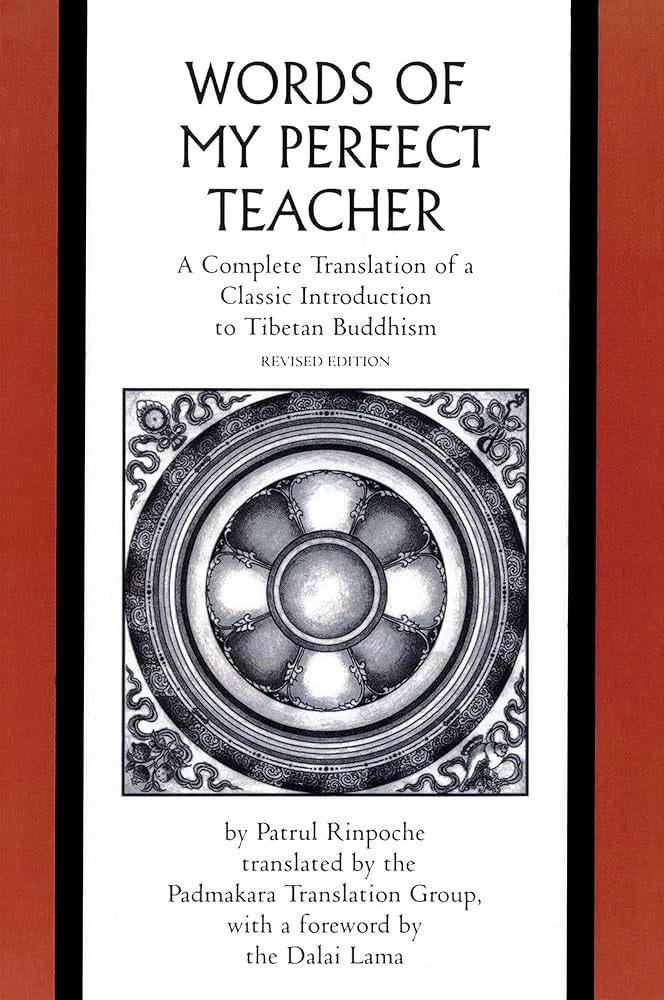 WORDS OF
MY PERFECT
TEACHER
A Complete Translation of a
Classic Introduction
to Tibetan Buddhism
REVISED EDITION
by Patrul Rinpoche
translated by the
Padmakara Translation Group,
with a foreword by
the Dalai Lama